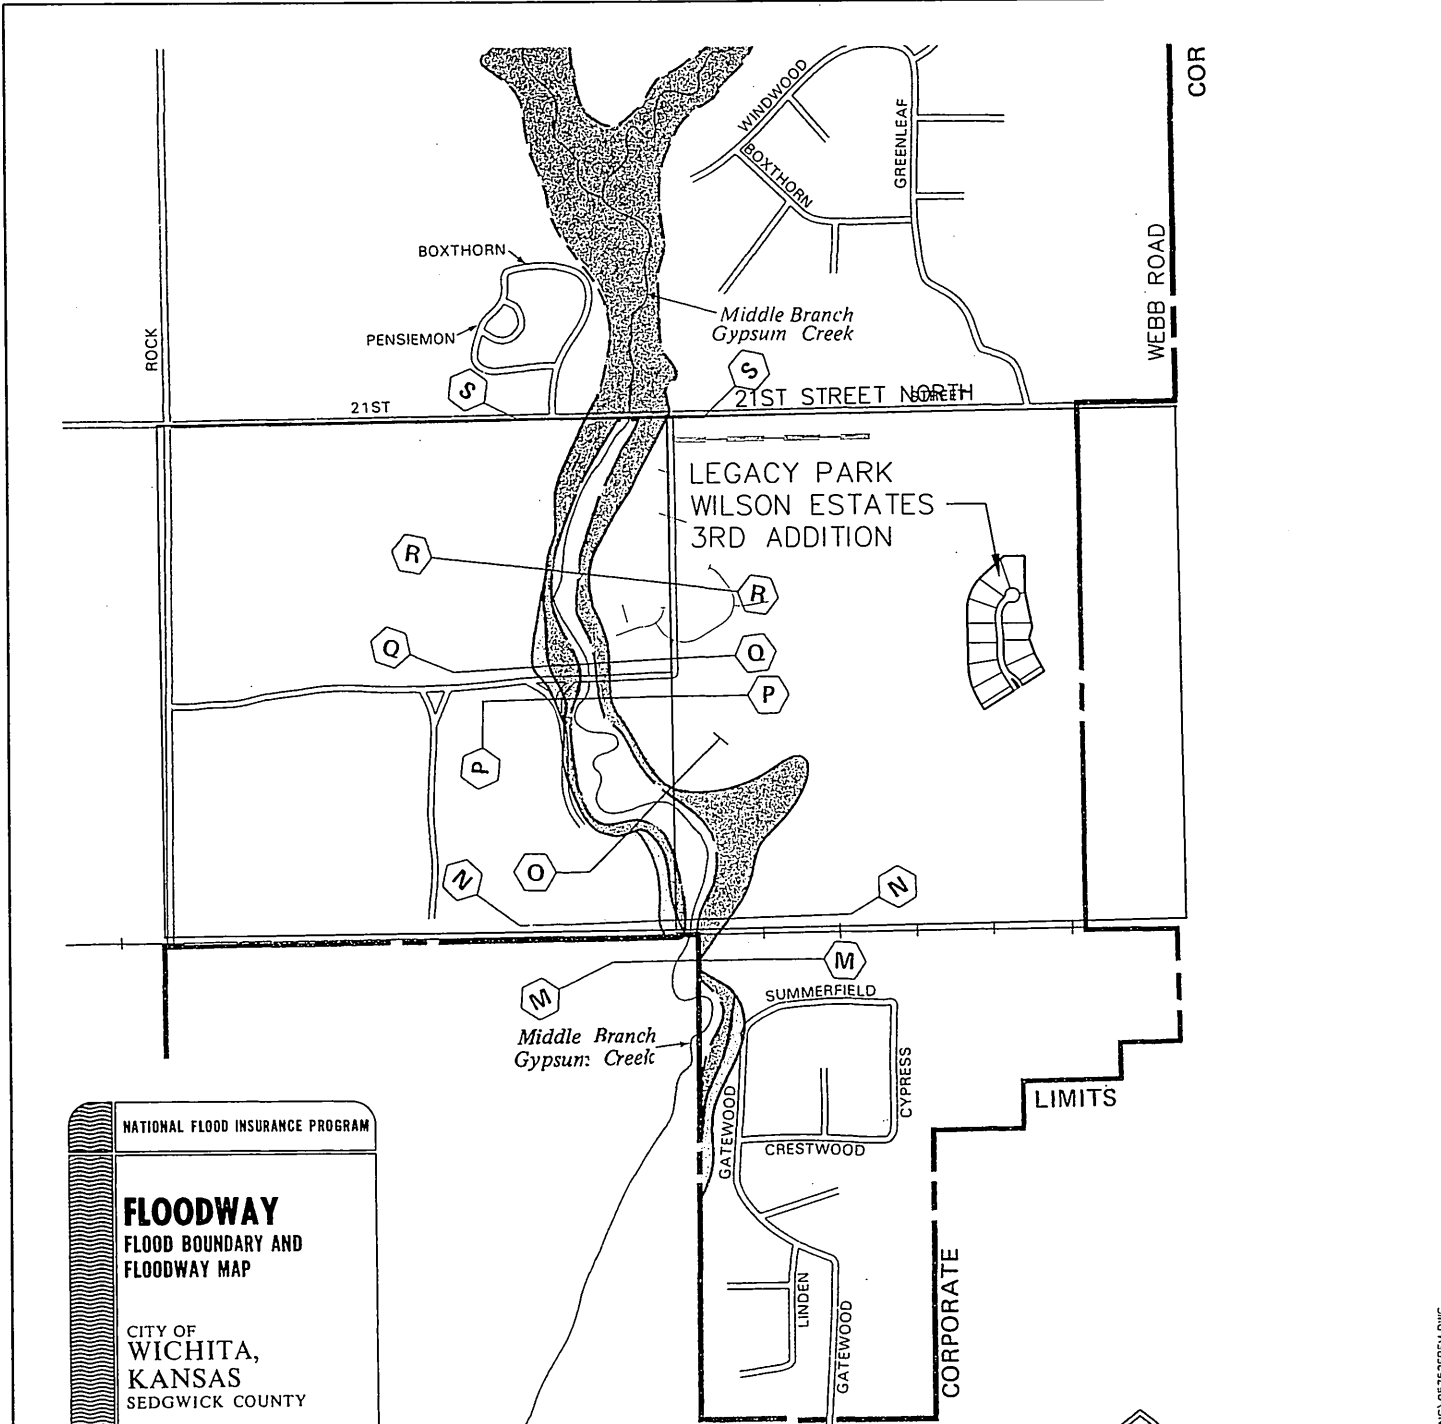 COR
WINDWOOD
BOXTHORN
GREENLEAF
BOXTHORN
PENSIEMON
ROCK
Middle Branch
Gypsum Creek
WEBB ROAD
S
S
21ST
21ST STREET NORTH
STREET
LEGACY PARK
WILSON ESTATES
3RD ADDITION
R
R
Q
Q
P
P
O
N
N
M
M
SUMMERFIELD
Middle Branch
Gypsum Creek
CYPRESS
GATEWOOD
CRESTWOOD
LIMITS
LINDEN
GATEWOOD
CORPORATE
NATIONAL FLOOD INSURANCE PROGRAM
FLOODWAY
FLOOD BOUNDARY AND
FLOODWAY MAP
CITY OF
WICHITA,
KANSAS
SEDGWICK COUNTY